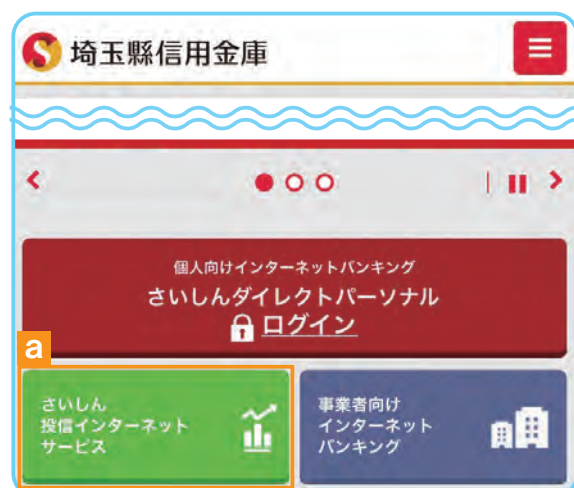 埼玉縣信用金庫
個人向けインターネットバンキング
さいしんダイレクトパーソナル
ログイン
a
さいしん
投信インターネット
サービス
事業者向け
インターネット
バンキング